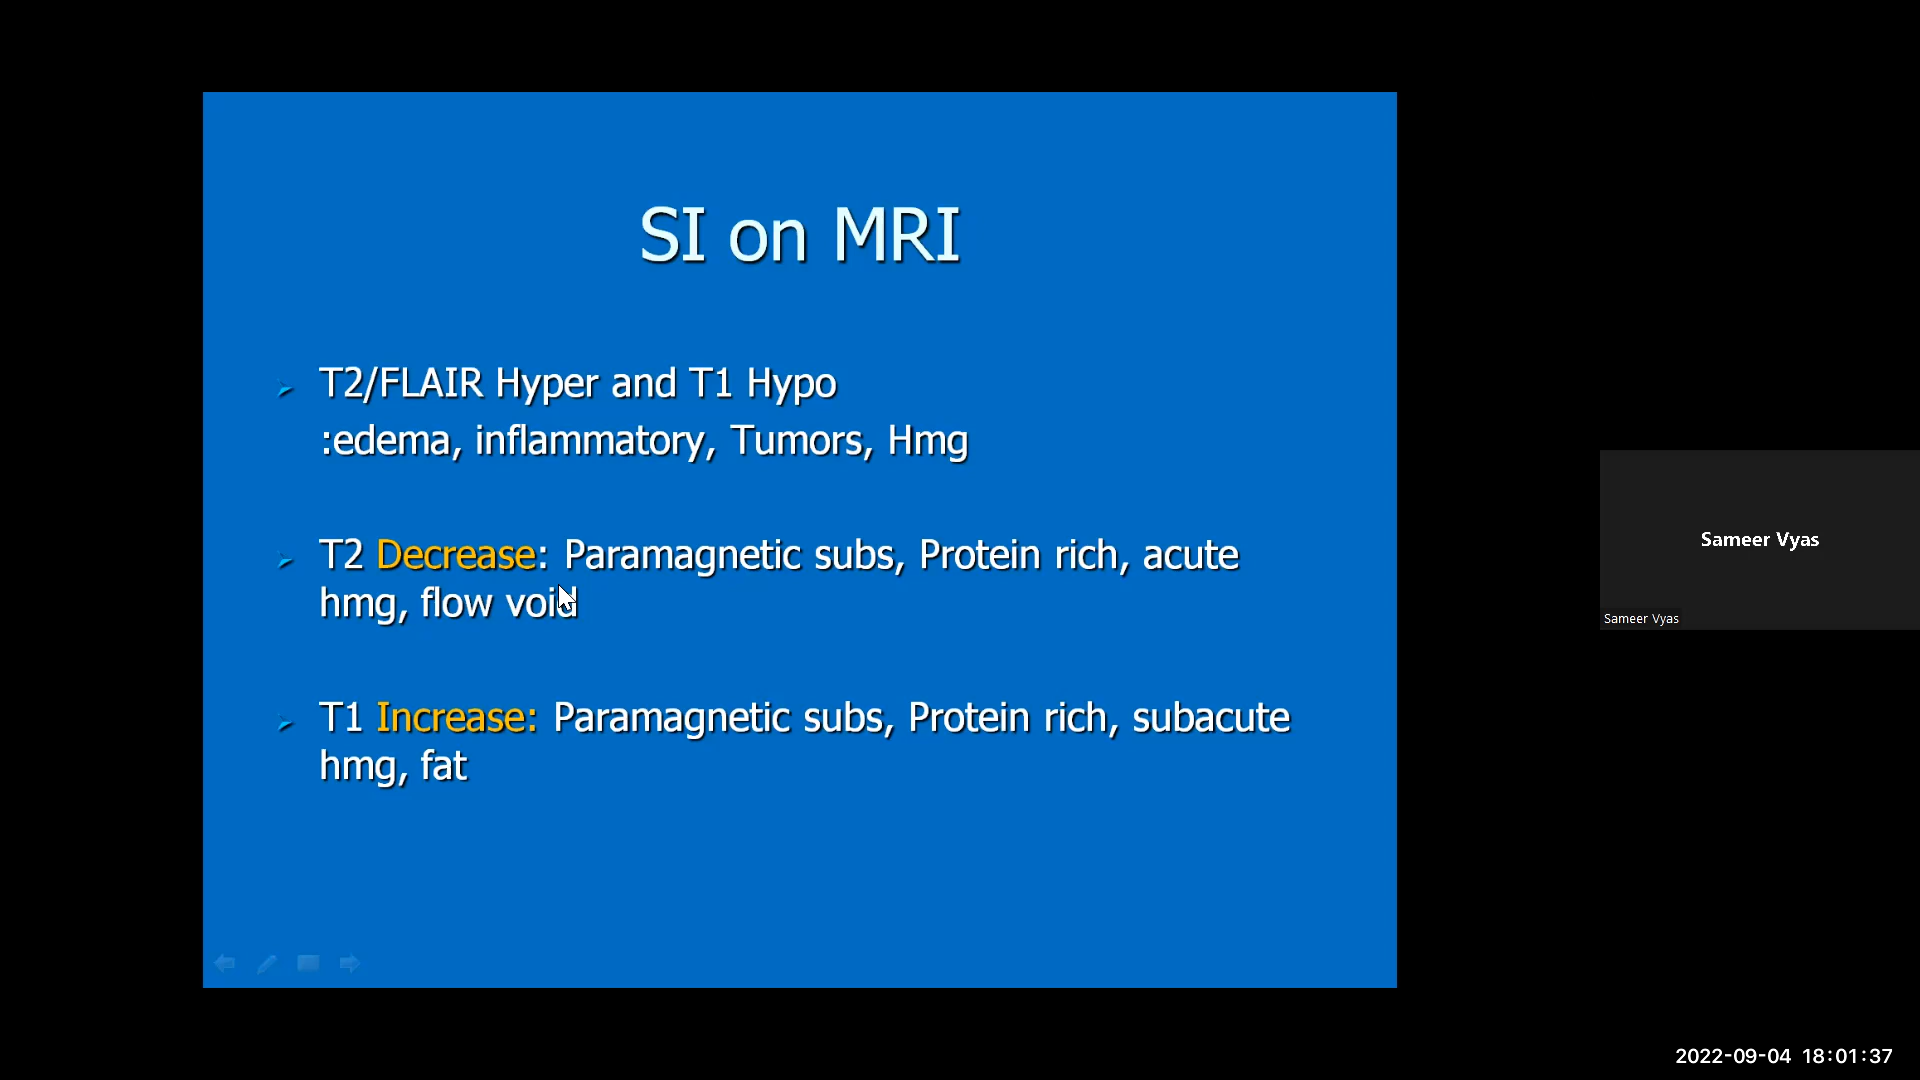 SI on MRI
T2/FLAIR Hyper and T1 Hypo
:edema, inflammatory, Tumors, Hmg
T2 Decrease: Paramagnetic subs, Protein rich, acute
hmg, flow void
T1 Increase: Paramagnetic subs, Protein rich, subacute
hmg, fat
Sameer Vyas
Sameer Vyas
2022-09-04 18:01:37